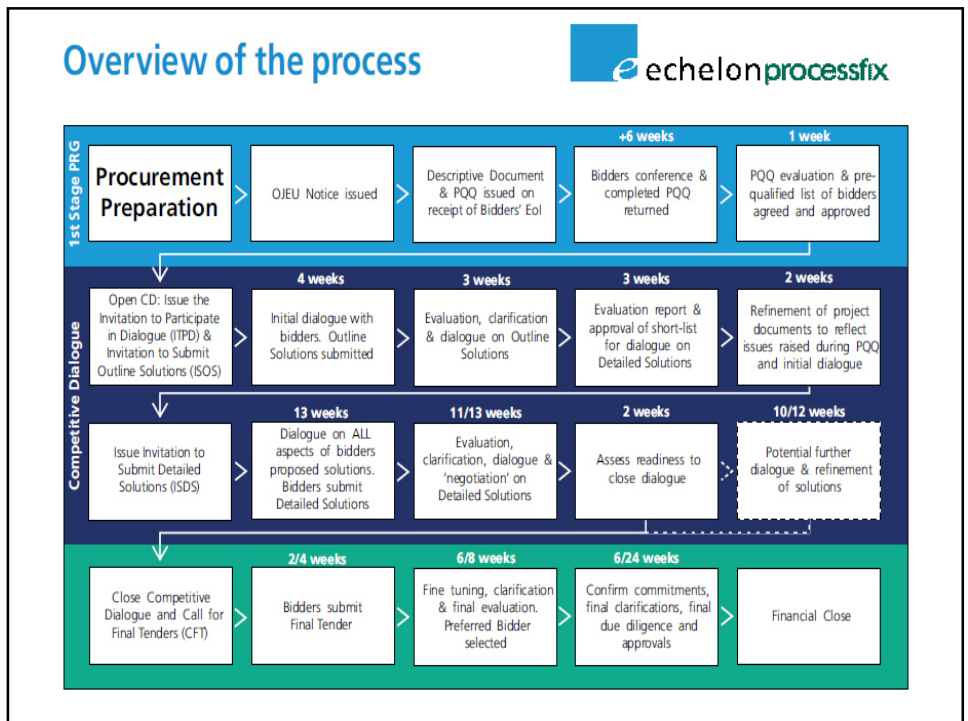 Overview of the process
e echelonprocessfix
1st Stage PRG
+6 weeks
1 week
Procurement
Preparation
OJEU Notice issued
Descriptive Document
& PQQ issued on
receipt of Bidders' EoI
Bidders conference &
completed PQQ
returned
PQQ evaluation & pre-
qualified list of bidders
agreed and approved
Competitive Dialogue
4 weeks
3 weeks
3 weeks
2 weeks
Open CD: Issue the
Invitation to Participate
in Dialogue (ITPD) &
Invitation to Submit
Outline Solutions (ISOS)
Initial dialogue with
bidders. Outline
Solutions submitted
Evaluation, clarification
& dialogue on Outline
Solutions
Evaluation report &
approval of short-list
for dialogue on
Detailed Solutions
Refinement of project
documents to reflect
issues raised during PQQ
and initial dialogue
13 weeks
11/13 weeks
2 weeks
10/12 weeks
Issue Invitation to
Submit Detailed
Solutions (ISDS)
Dialogue on ALL
aspects of bidders
proposed solutions.
Bidders submit
Detailed Solutions
Evaluation,
clarification, dialogue &
'negotiation' on
Detailed Solutions
Assess readiness to
close dialogue
Potential further
dialogue & refinement
of solutions
2/4 weeks
6/8 weeks
6/24 weeks
Close Competitive
Dialogue and Call for
Final Tenders (CFT)
Bidders submit
Final Tender
Fine tuning, clarification
& final evaluation.
Preferred Bidder
selected
Confirm commitments,
final clarifications, final
due diligence and
approvals
Financial Close